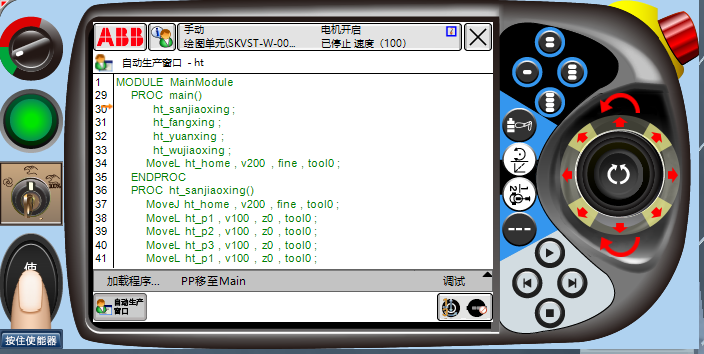 ABB
手动
电机开启
绘图单元(SKVST-W-00...
已停止 速度 (100)
自动生产窗口 - ht
1 MODULE MainModule
29 PROC main()
30 ht_sanjiaoxing ;
31 ht_fangxing ;
32 ht_yuanxing ;
33 ht_wujiaoxing ;
34 MoveL ht_home , v200 , fine , tool0 ;
35 ENDPROC
36 PROC ht_sanjiaoxing()
37 MoveJ ht_home , v200 , fine , tool0 ;
38 MoveL ht_p1 , v100 , z0 , tool0 ;
39 MoveL ht_p2 , v100 , z0 , tool0 ;
40 MoveL ht_p3 , v100 , z0 , tool0 ;
41 MoveL ht_p1 , v100 , z0 , tool0 ;
加载程序... PP移至Main 调试
自动生产
窗口
100%
使
按住使能器